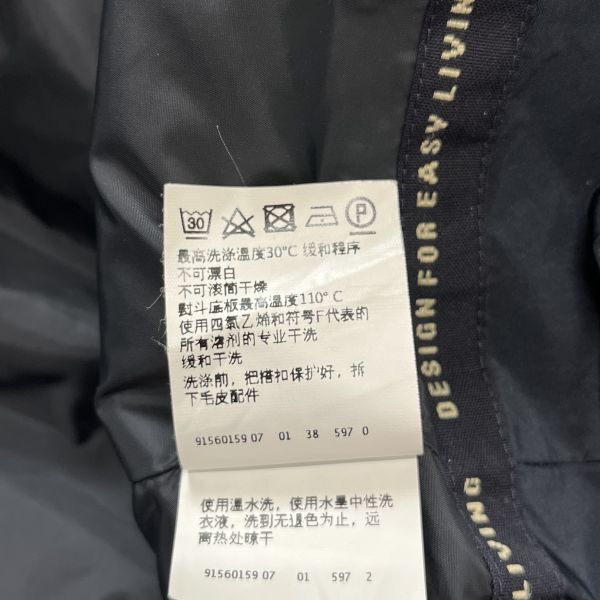 30
P
最高洗涤温度30°C 缓和程序
不可漂白
不可滚筒干燥
熨斗底板最高温度110° C
使用四氯乙烯和符号F代表的
所有溶剂的专业干洗
缓和干洗
洗涤前，把搭扣保护好，拆
下毛皮配件
91560159 07 01 38 597 0
使用温水洗，使用水量中性洗
衣液，洗到无退色为止，远
离热处晾干
91560159 07 01 597 2
DESIGN FOR EASY LIVING
LIVING